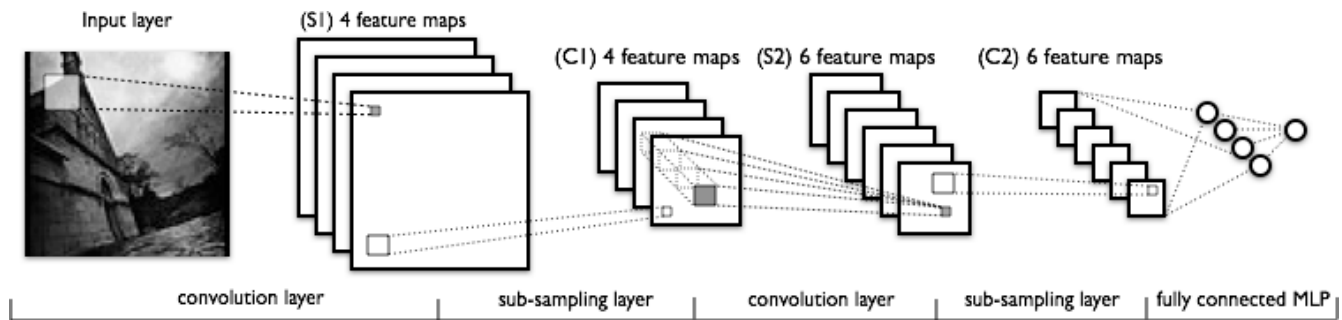 Input layer
(S1) 4 feature maps
(C1) 4 feature maps
(S2) 6 feature maps
(C2) 6 feature maps
convolution layer
sub-sampling layer
convolution layer
sub-sampling layer
fully connected MLP